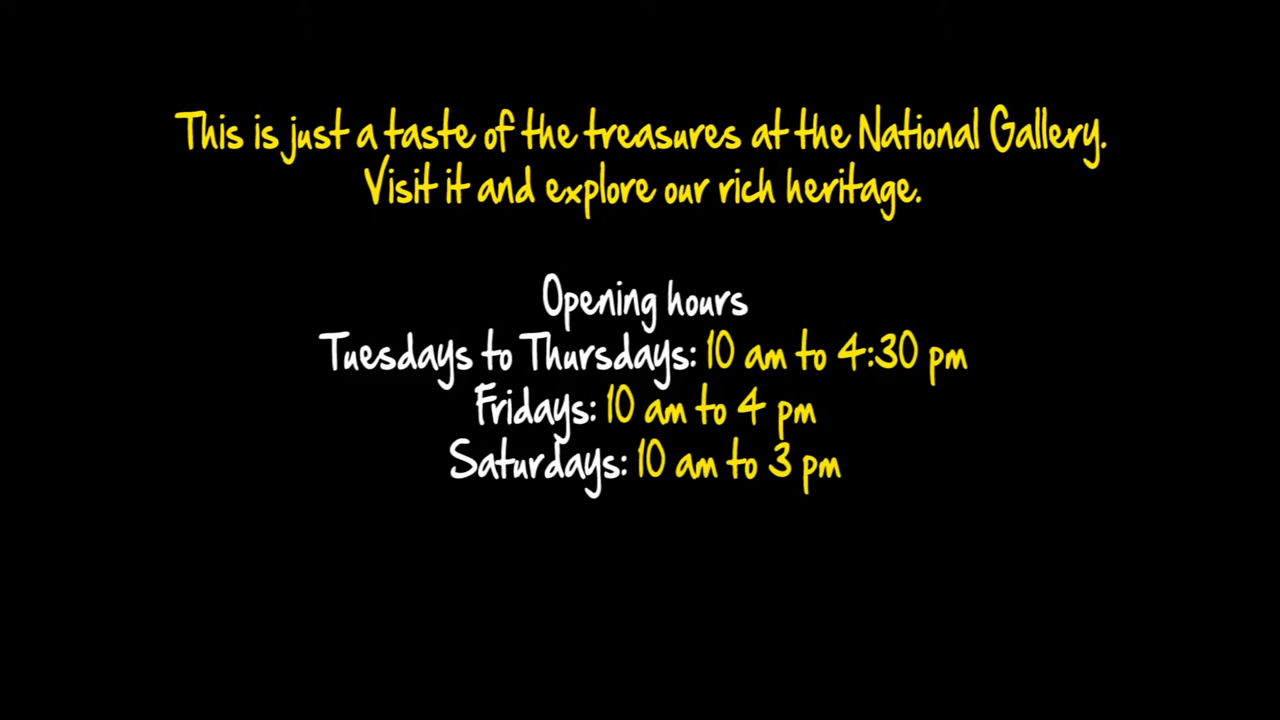 This is just a taste of the treasures at the National Gallery.
Visit it and explore our rich heritage.
Opening hours
Tuesdays to Thursdays: 10 am to 4:30 pm
Fridays: 10 am to 4 pm
Saturdays: 10 am to 3 pm